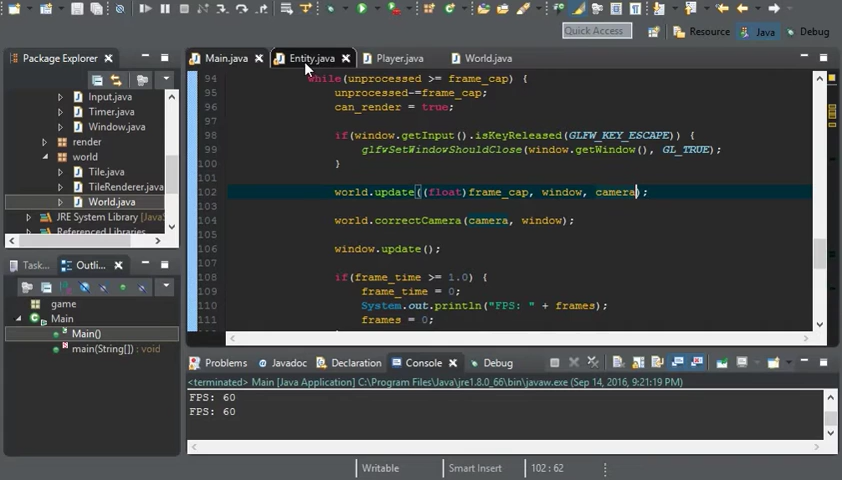 Quick Access
Resource
Java
Debug
Package Explorer
Main.java
Entity.java
Player.java
World.java
Input.java
Timer.java
Window.java
render
world
Tile.java
TileRenderer.java
World.java
JRE System Library
Referenced Libraries
94 while(unprocessed >= frame_cap) {
95 unprocessed-=frame_cap;
96 can_render = true;
97
98 if(window.getInput().isKeyReleased(GLFW_KEY_ESCAPE)) {
99 glfwSetWindowShouldClose(window.getWindow(), GL_TRUE);
100 }
101
102 world.update((float)frame_cap, window, camera);
103
104 world.correctCamera(camera, window);
105
106 window.update();
107
108 if(frame_time >= 1.0) {
109 frame_time = 0;
110 System.out.println("FPS: " + frames);
111 frames = 0;
Task...
Outli...
game
Main
Main()
main(String[]) : void
Problems
Javadoc
Declaration
Console
Debug
<terminated> Main [Java Application] C:\Program Files\Java\jre1.8.0_66\bin\javaw.exe (Sep 14, 2016, 9:21:19 PM)
FPS: 60
FPS: 60
Writable
Smart Insert
102 : 62